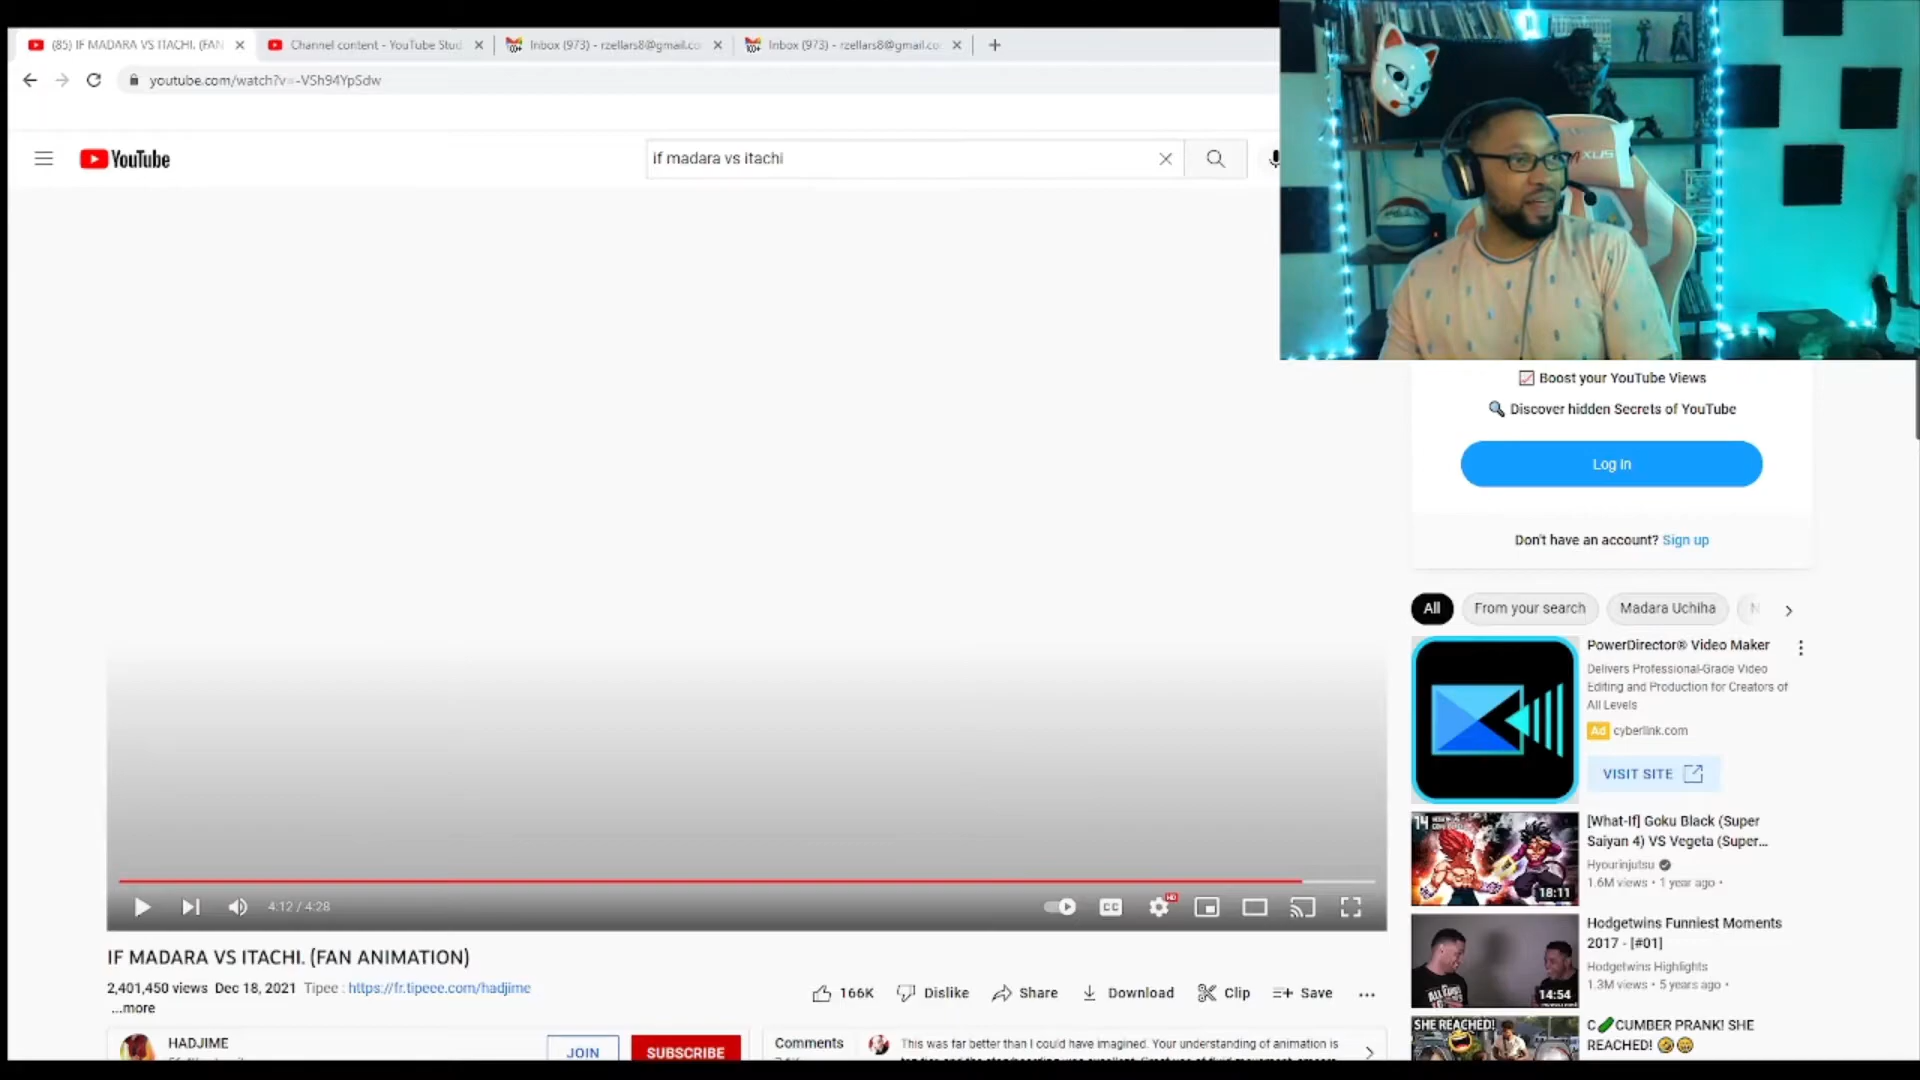 (85) IF MADARA VS ITACHI. (FAN
Channel content - YouTube Stud
Inbox (973) - rzellars8@gmail.co
Inbox (973) - rzellars8@gmail.co
youtube.com/watch?v=-VSh94YpSdw
YouTube
if madara vs itachi
Boost your YouTube Views
Discover hidden Secrets of YouTube
Log in
Don't have an account? Sign up
All
From your search
Madara Uchiha
N
PowerDirector® Video Maker
Delivers Professional-Grade Video
Editing and Production for Creators of
All Levels
Ad cyberlink.com
VISIT SITE
[What-If] Goku Black (Super
Saiyan 4) VS Vegeta (Super...
Hyourinjutsu
1.6M views • 1 year ago •
18:11
Hodgetwins Funniest Moments
2017 - [#01]
Hodgetwins Highlights
1.3M views • 5 years ago •
14:54
SHE REACHED!
C🥒CUMBER PRANK! SHE
REACHED! 🤣😁
4:12 / 4:28
CC
HD
IF MADARA VS ITACHI. (FAN ANIMATION)
2,401,450 views Dec 18, 2021 Tipee : https://fr.tipeee.com/hadjime
...more
166K
Dislike
Share
Download
Clip
Save
HADJIME
JOIN
SUBSCRIBE
Comments
This was far better than I could have imagined. Your understanding of animation is